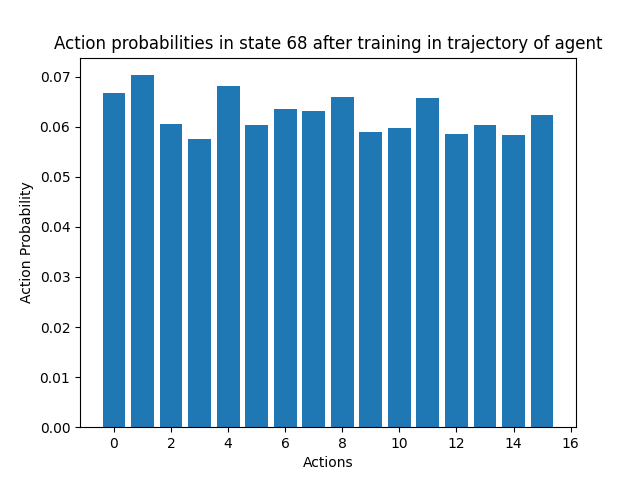 Action probabilities in state 68 after training in trajectory of agent
0.07
0.06
0.05
0.04
0.03
0.02
0.01
0.00
Action Probability
0 2 4 6 8 10 12 14 16
Actions